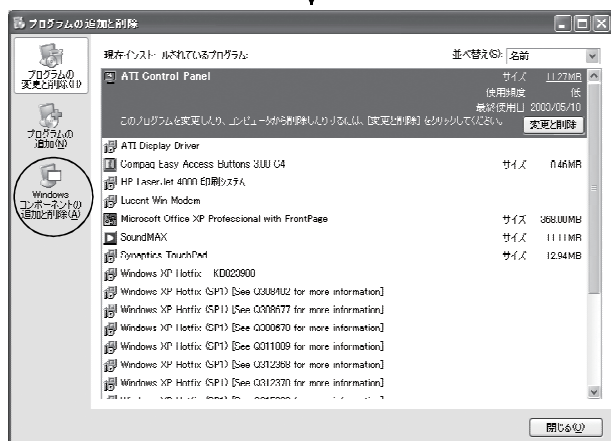 プログラムの追加と削除
プログラムの
変更と削除(H)
プログラムの
追加(N)
Windows
コンポーネントの
追加と削除(A)
現在インストールされているプログラム:
並べ替え(S): 名前
ATI Control Panel
サイズ 11.27MB
使用頻度 低
最終使用日 2003/05/10
このプログラムを変更したり、コンピュータから削除したりするには、[変更と削除] をクリックしてください。
変更と削除
ATI Display Driver
Compaq Easy Access Buttons 3.00 C4
サイズ 0.46MB
HP LaserJet 4000 印刷システム
Lucent Win Modem
Microsoft Office XP Professional with FrontPage
サイズ 368.00MB
SoundMAX
サイズ 11.11MB
Synaptics TouchPad
サイズ 12.94MB
Windows XP Hotfix
Windows XP Hotfix (SP1) [See Q308402 for more information]
Windows XP Hotfix (SP1) [See Q308677 for more information]
Windows XP Hotfix (SP1) [See Q309670 for more information]
Windows XP Hotfix (SP1) [See Q311889 for more information]
Windows XP Hotfix (SP1) [See Q312368 for more information]
Windows XP Hotfix (SP1) [See Q312370 for more information]
閉じる(O)